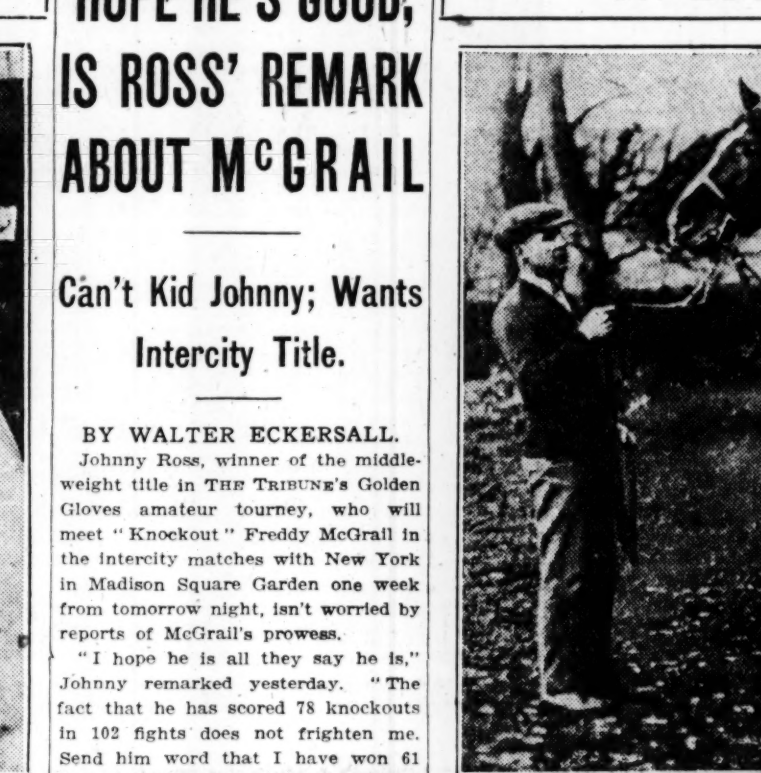 HOPE HE'S GOOD,
IS ROSS' REMARK
ABOUT McGRAIL
Can't Kid Johnny; Wants
Intercity Title.
BY WALTER ECKERSALL.
Johnny Ross, winner of the middle-
weight title in THE TRIBUNE'S Golden
Gloves amateur tourney, who will
meet "Knockout" Freddy McGrail in
the intercity matches with New York
in Madison Square Garden one week
from tomorrow night, isn't worried by
reports of McGrail's prowess.
"I hope he is all they say he is,"
Johnny remarked yesterday. "The
fact that he has scored 78 knockouts
in 102 fights does not frighten me.
Send him word that I have won 61